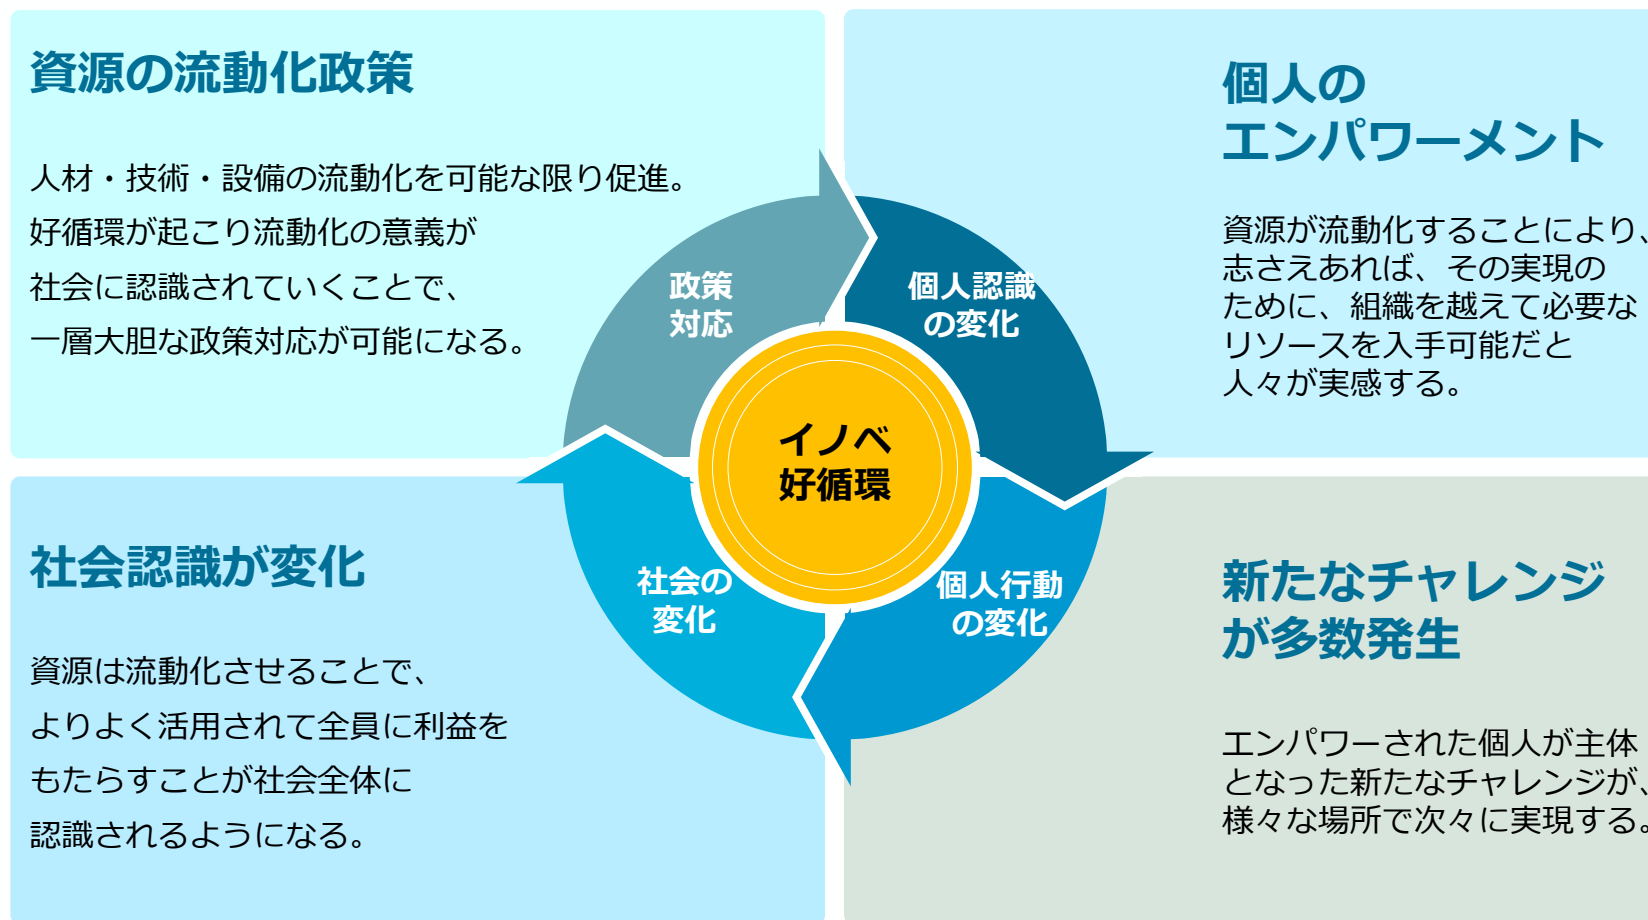 資源の流動化政策
人材・技術・設備の流動化を可能な限り促進。
好循環が起こり流動化の意義が
社会に認識されていくことで、
一層大胆な政策対応が可能になる。
個人の
エンパワーメント
資源が流動化することにより、
志さえあれば、その実現の
ために、組織を越えて必要な
リソースを入手可能だと
人々が実感する。
政策
対応
個人認識
の変化
イノベ
好循環
社会の
変化
個人行動
の変化
社会認識が変化
資源は流動化させることで、
よりよく活用されて全員に利益を
もたらすことが社会全体に
認識されるようになる。
新たなチャレンジ
が多数発生
エンパワーされた個人が主体
となった新たなチャレンジが、
様々な場所で次々に実現する。